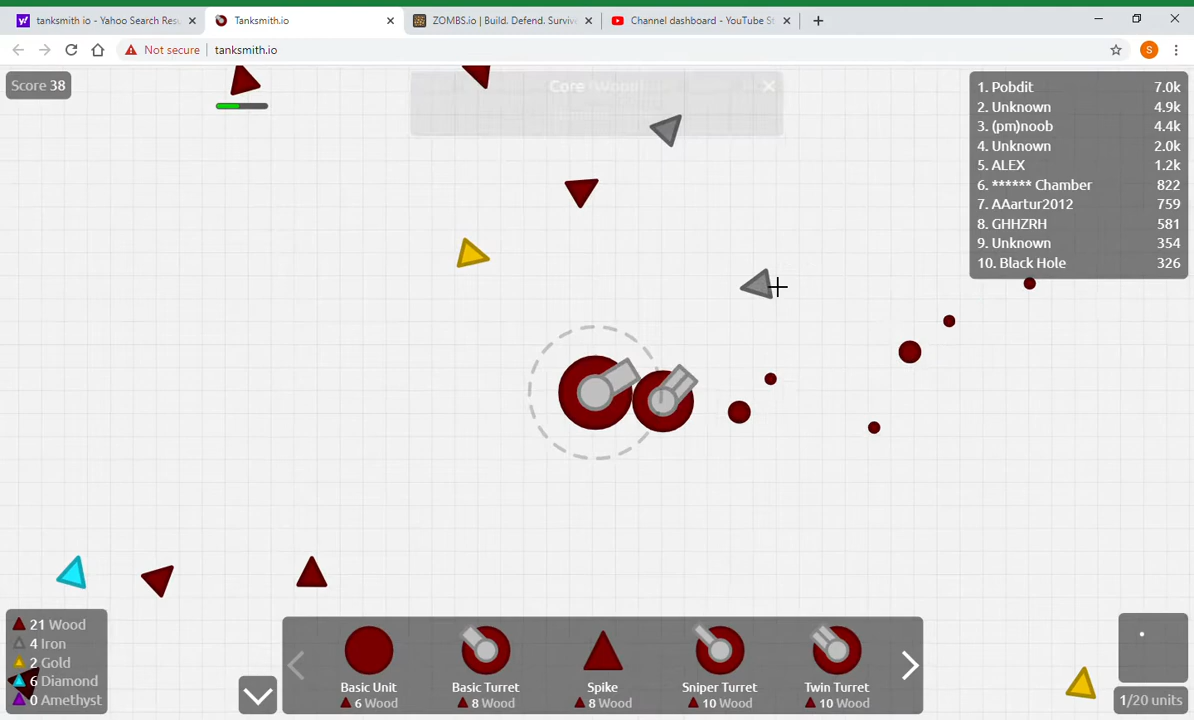 tanksmith io - Yahoo Search Resu
Tanksmith.io
ZOMBS.io | Build. Defend. Surviv
Channel dashboard - YouTube St
Not secure | tanksmith.io
S
Score 38
Core (Wood)
1. Pobdit 7.0k
2. Unknown 4.9k
3. (pm)noob 4.4k
4. Unknown 2.0k
5. ALEX 1.2k
6. ****** Chamber 822
7. AAartur2012 759
8. GHHZRH 581
9. Unknown 354
10. Black Hole 326
21 Wood
4 Iron
2 Gold
6 Diamond
0 Amethyst
Basic Unit
6 Wood
Basic Turret
8 Wood
Spike
8 Wood
Sniper Turret
10 Wood
Twin Turret
10 Wood
1/20 units